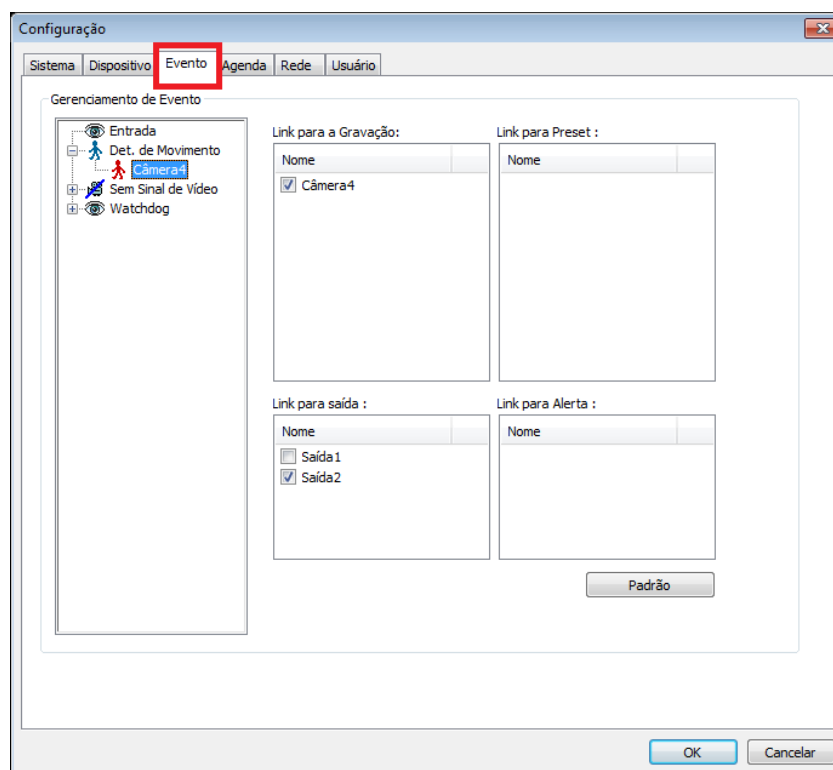 Configuração
Sistema Dispositivo Evento Agenda Rede Usuário
Gerenciamento de Evento
Entrada
Det. de Movimento
Câmera4
Sem Sinal de Vídeo
Watchdog
Link para a Gravação:
Nome
Câmera4
Link para Preset :
Nome
Link para saída :
Nome
Saída1
Saída2
Link para Alerta :
Nome
Padrão
OK Cancelar